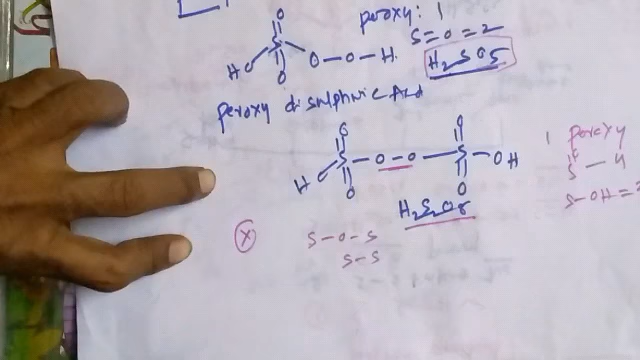 peroxy: 1
S=O=2
H2SO5
O
S
HO
O
O-O-H
peroxy disulphuric Acid
O O
S-O-O-S-OH
HO
O O
H2S2O8
1 peroxy
S-4
S-OH=2
X
S-O-S
S-S